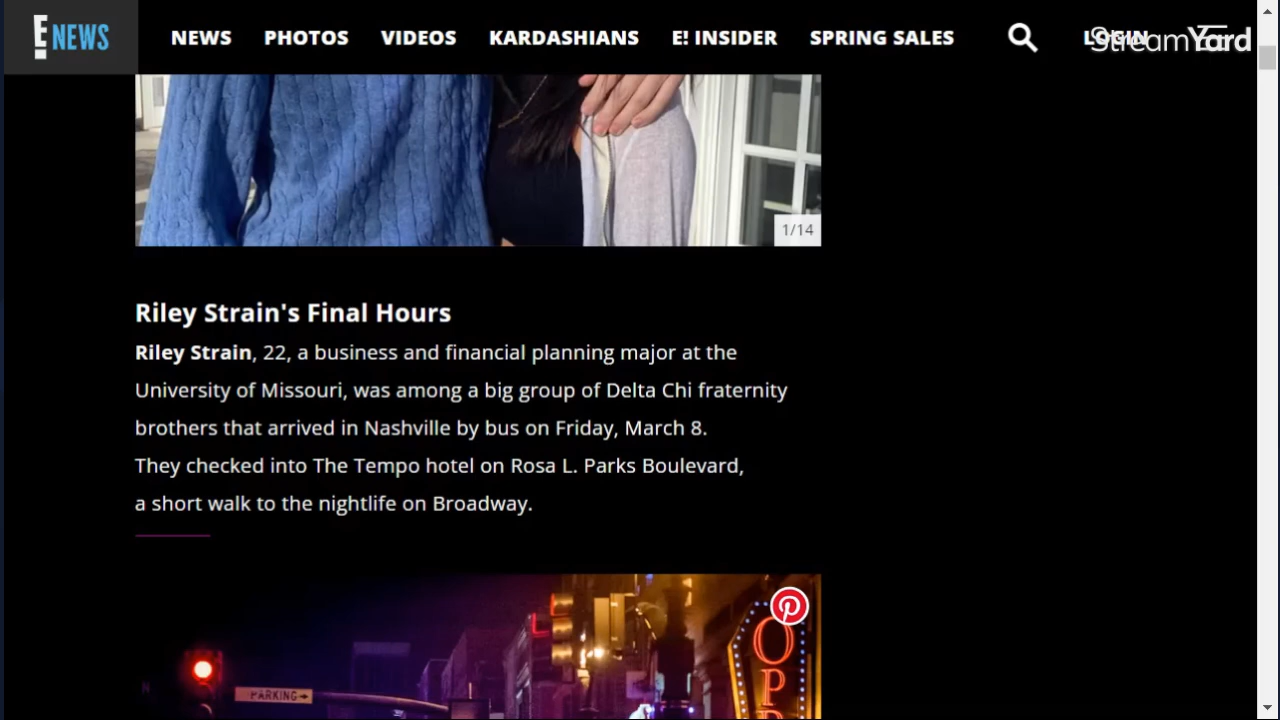 E! NEWS
NEWS PHOTOS VIDEOS KARDASHIANS E! INSIDER SPRING SALES LOGIN
StreamYard
1/14
Riley Strain's Final Hours
Riley Strain, 22, a business and financial planning major at the
University of Missouri, was among a big group of Delta Chi fraternity
brothers that arrived in Nashville by bus on Friday, March 8.
They checked into The Tempo hotel on Rosa L. Parks Boulevard,
a short walk to the nightlife on Broadway.
PARKING